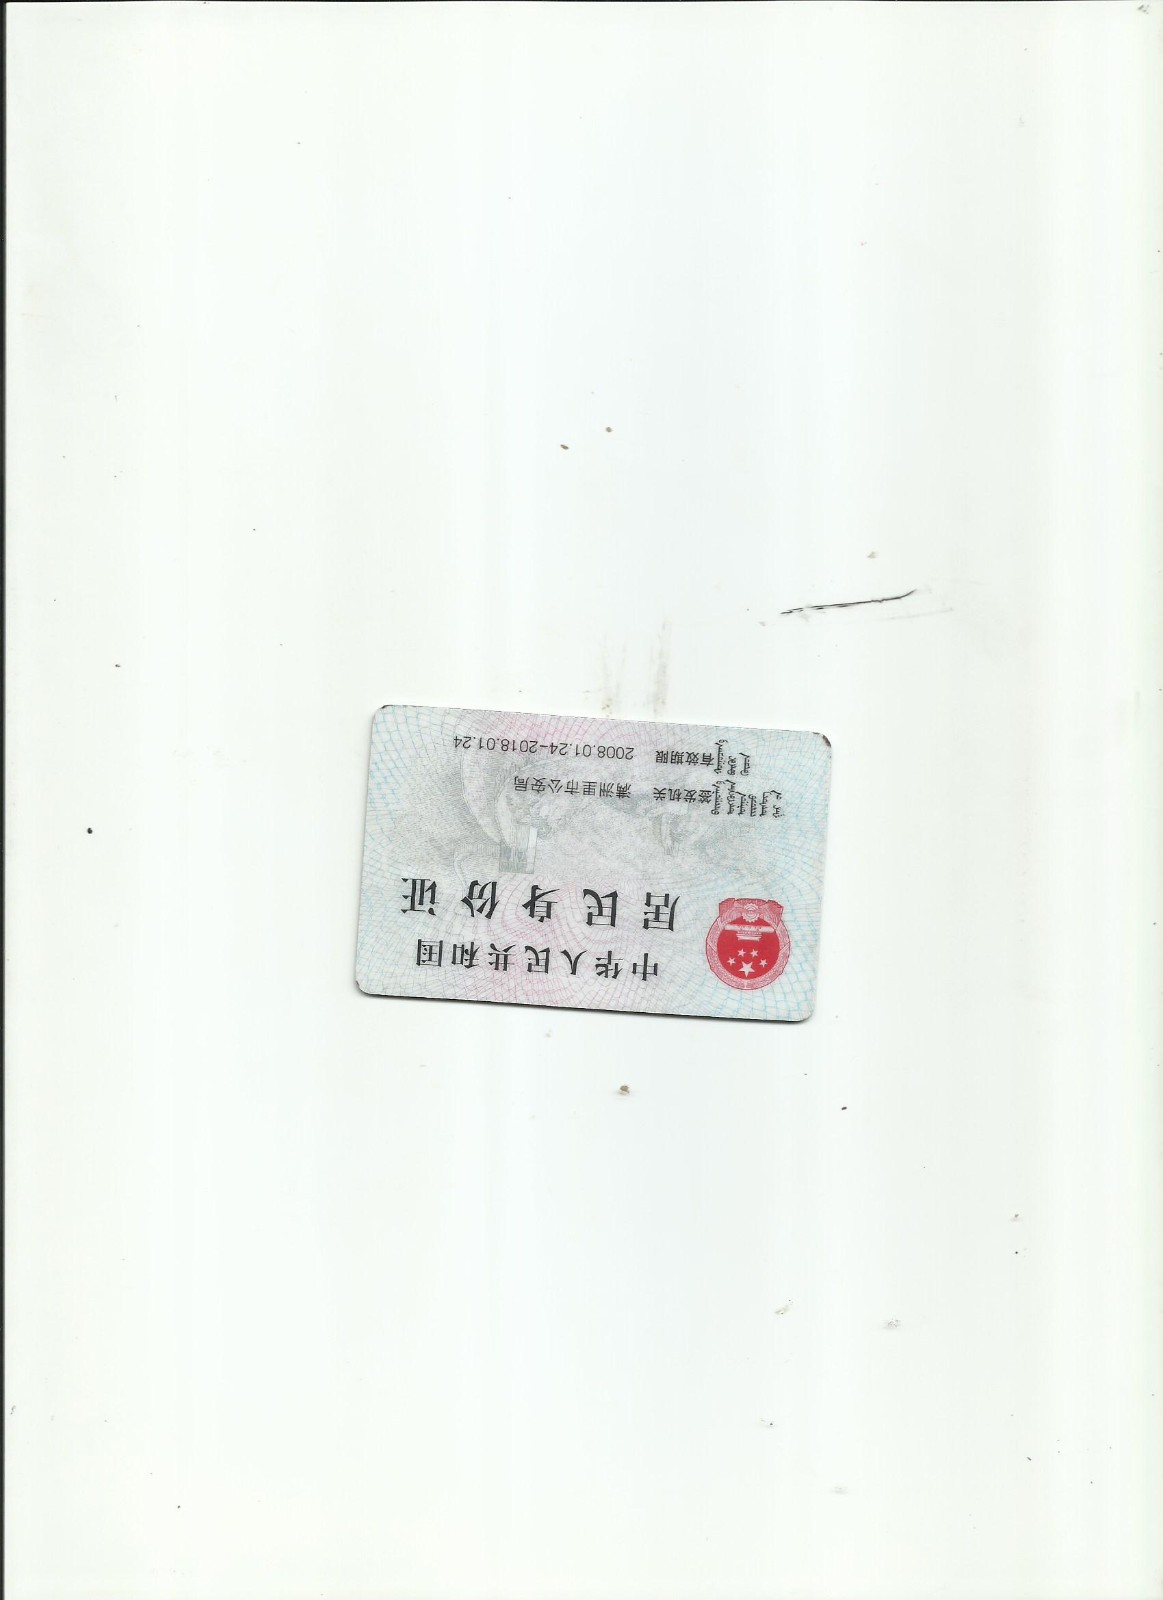 中华人民共和国
居民身份证
签发机关 满洲里市公安局
有效期限 2008.01.24-2018.01.24